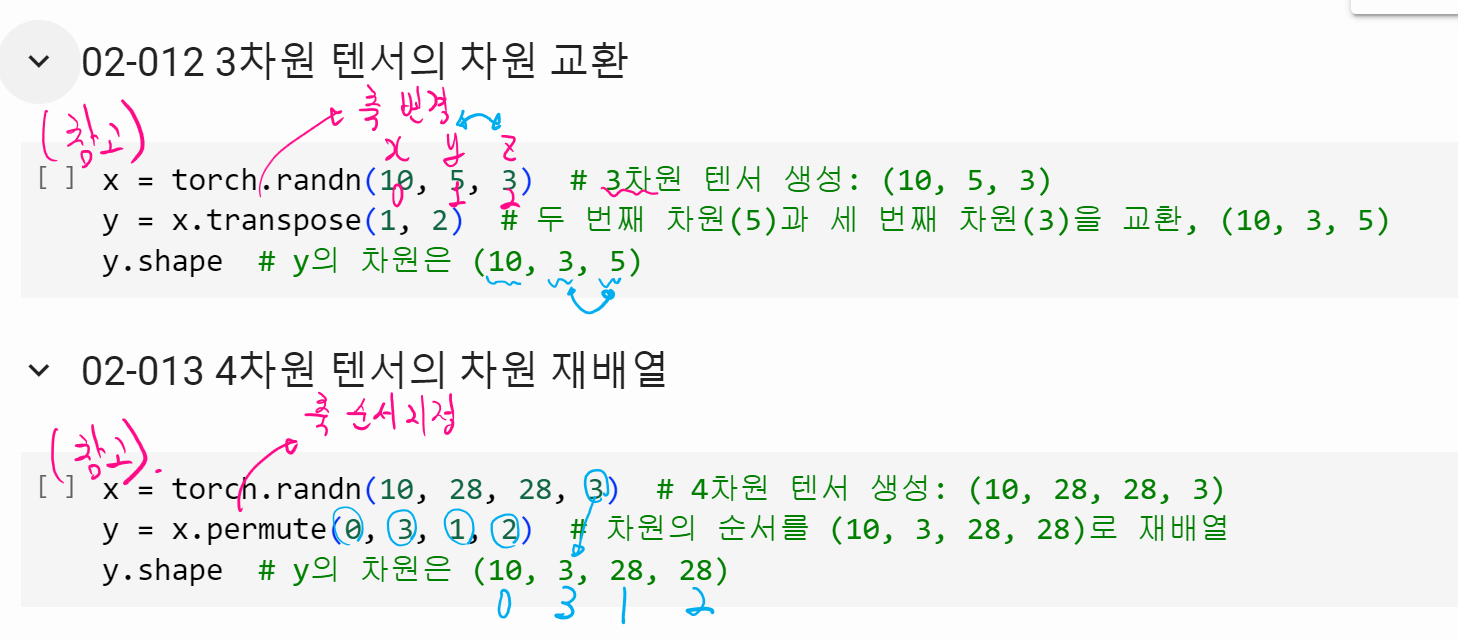 02-012 3차원 텐서의 차원 교환
(참고)
축 변경
x y z
[ ] x = torch.randn(10, 5, 3)  # 3차원 텐서 생성: (10, 5, 3)
0 1 2
y = x.transpose(1, 2)  # 두 번째 차원(5)과 세 번째 차원(3)을 교환, (10, 3, 5)
y.shape  # y의 차원은 (10, 3, 5)
02-013 4차원 텐서의 차원 재배열
축 순서지정
(참고).
[ ] x = torch.randn(10, 28, 28, 3)  # 4차원 텐서 생성: (10, 28, 28, 3)
y = x.permute(0, 3, 1, 2)  # 차원의 순서를 (10, 3, 28, 28)로 재배열
y.shape  # y의 차원은 (10, 3, 28, 28)
0 3 1 2